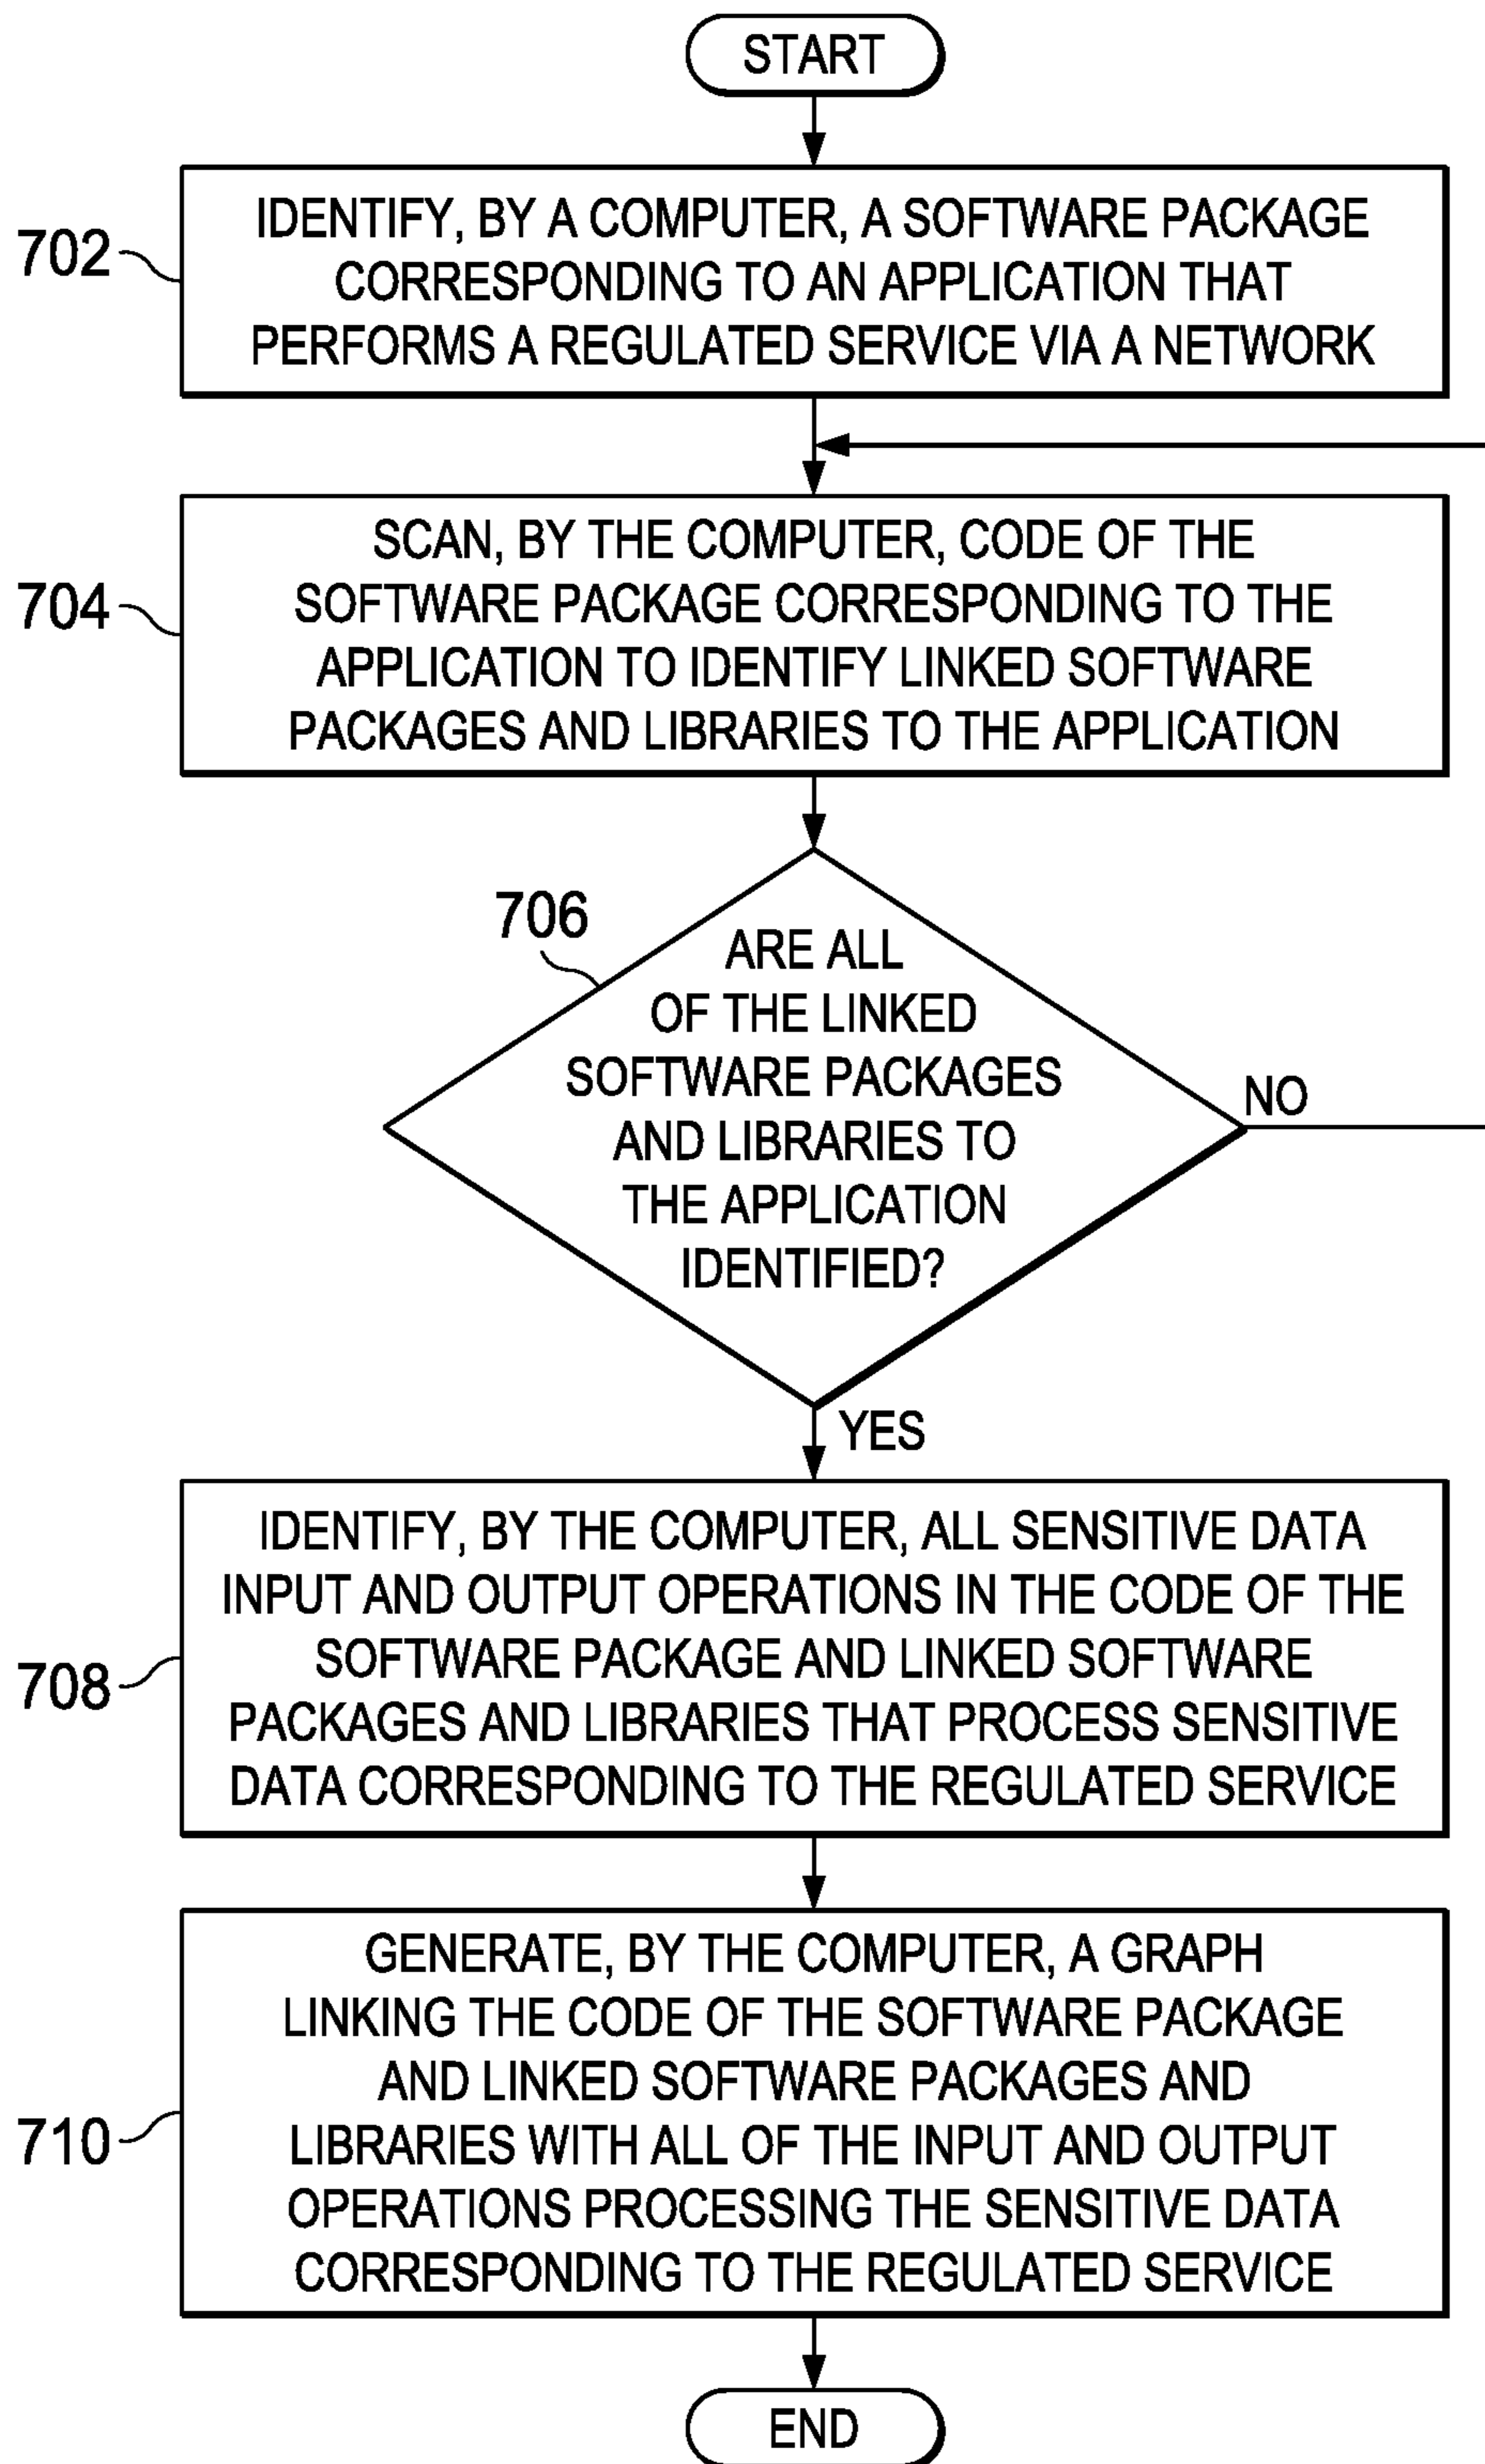 START
702
IDENTIFY, BY A COMPUTER, A SOFTWARE PACKAGE
CORRESPONDING TO AN APPLICATION THAT
PERFORMS A REGULATED SERVICE VIA A NETWORK
704
SCAN, BY THE COMPUTER, CODE OF THE
SOFTWARE PACKAGE CORRESPONDING TO THE
APPLICATION TO IDENTIFY LINKED SOFTWARE
PACKAGES AND LIBRARIES TO THE APPLICATION
706
ARE ALL
OF THE LINKED
SOFTWARE PACKAGES
AND LIBRARIES TO
THE APPLICATION
IDENTIFIED?
NO
YES
708
IDENTIFY, BY THE COMPUTER, ALL SENSITIVE DATA
INPUT AND OUTPUT OPERATIONS IN THE CODE OF THE
SOFTWARE PACKAGE AND LINKED SOFTWARE
PACKAGES AND LIBRARIES THAT PROCESS SENSITIVE
DATA CORRESPONDING TO THE REGULATED SERVICE
710
GENERATE, BY THE COMPUTER, A GRAPH
LINKING THE CODE OF THE SOFTWARE PACKAGE
AND LINKED SOFTWARE PACKAGES AND
LIBRARIES WITH ALL OF THE INPUT AND OUTPUT
OPERATIONS PROCESSING THE SENSITIVE DATA
CORRESPONDING TO THE REGULATED SERVICE
END